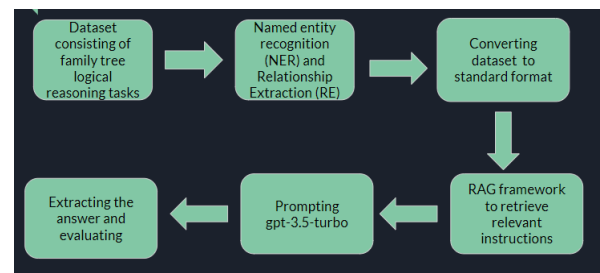 Dataset
consisting of
family tree
logical
reasoning tasks
Named entity
recognition
(NER) and
Relationship
Extraction (RE)
Converting
dataset to
standard format
RAG framework
to retrieve
relevant
instructions
Prompting
gpt-3.5-turbo
Extracting the
answer and
evaluating